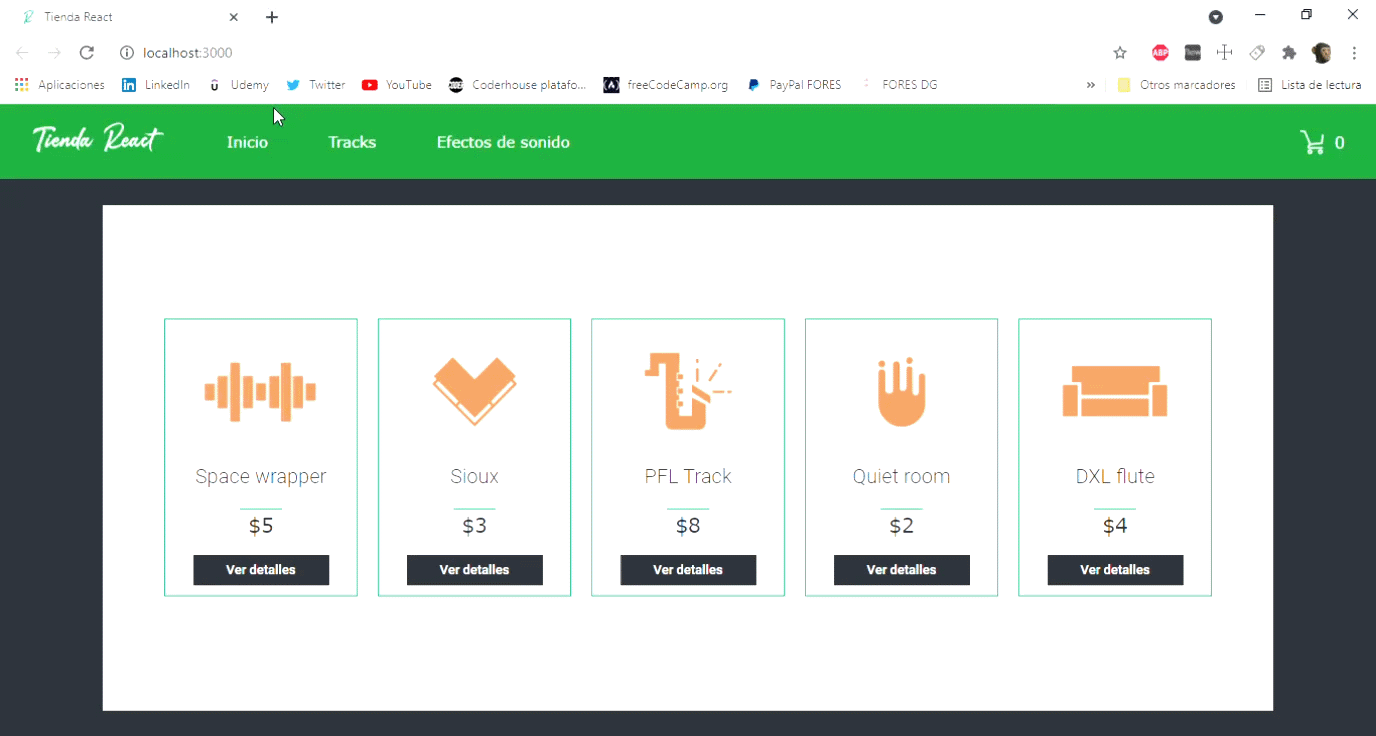 Tienda React
localhost:3000
ABP
Aplicaciones LinkedIn Udemy Twitter YouTube Coderhouse platafo... freeCodeCamp.org PayPal FORES FORES DG » Otros marcadores Lista de lectura
Tienda React Inicio Tracks Efectos de sonido 0
Space wrapper Sioux PFL Track Quiet room DXL flute
$5 $3 $8 $2 $4
Ver detalles Ver detalles Ver detalles Ver detalles Ver detalles